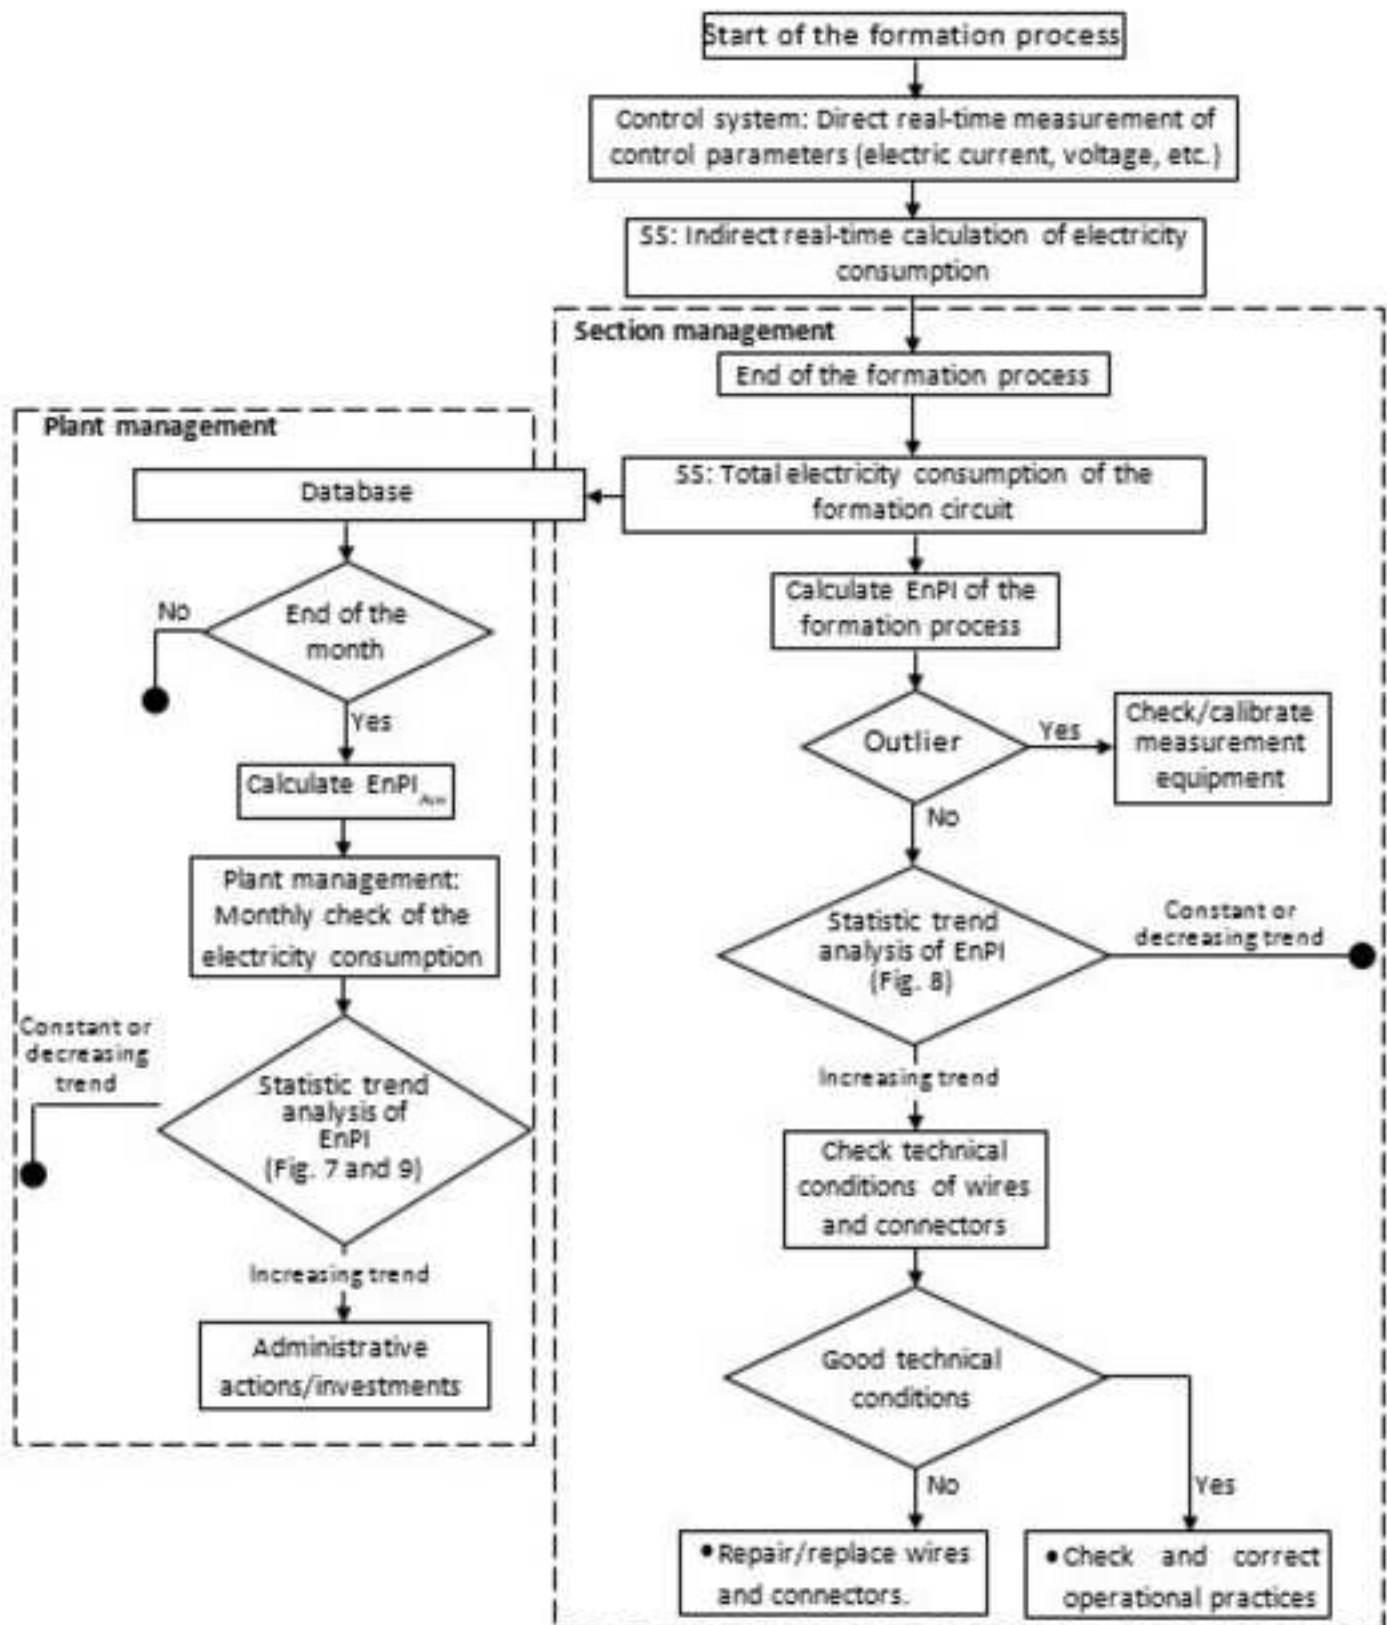 Start of the formation process
Control system: Direct real-time measurement of
control parameters (electric current, voltage, etc.)
SS: Indirect real-time calculation of electricity
consumption
Section management
End of the formation process
SS: Total electricity consumption of the
formation circuit
Calculate EnPI of the
formation process
Outlier
Yes
Check/calibrate
measurement
equipment
No
Statistic trend
analysis of EnPI
(Fig. 8)
Constant or
decreasing trend
Increasing trend
Check technical
conditions of wires
and connectors
Good technical
conditions
No
Yes
• Repair/replace wires
and connectors.
• Check and correct
operational practices
Plant management
Database
End of the
month
No
Yes
Calculate EnPI
Plant management:
Monthly check of the
electricity consumption
Constant or
decreasing
trend
Statistic trend
analysis of
EnPI
(Fig. 7 and 9)
Increasing trend
Administrative
actions/investments